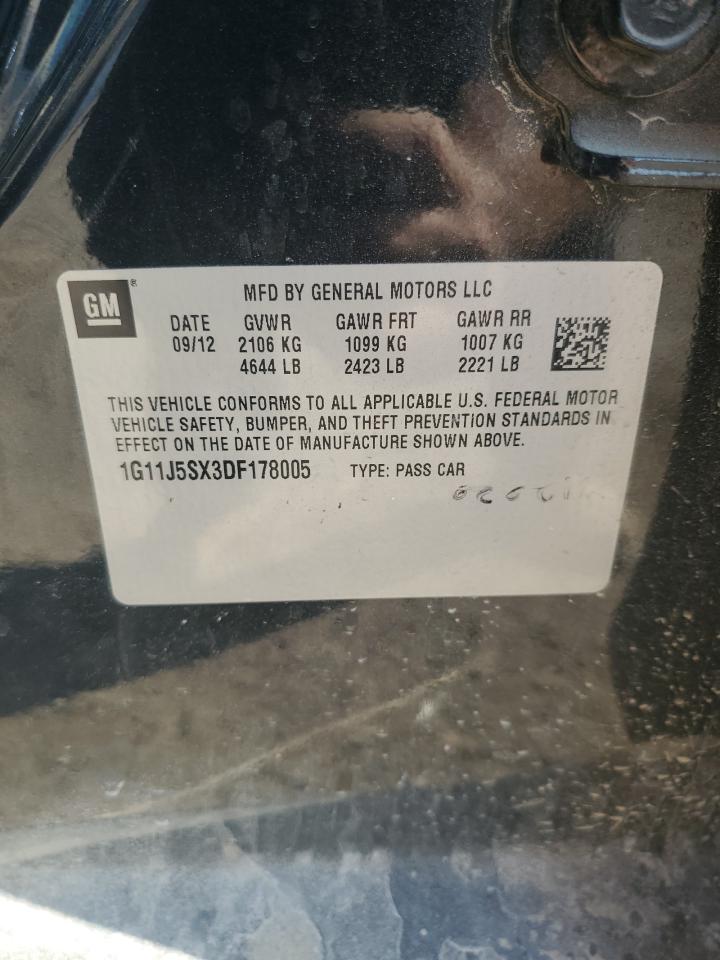 GM ®
MFD BY GENERAL MOTORS LLC
DATE GVWR GAWR FRT GAWR RR
09/12 2106 KG 1099 KG 1007 KG
4644 LB 2423 LB 2221 LB
THIS VEHICLE CONFORMS TO ALL APPLICABLE U.S. FEDERAL MOTOR
VEHICLE SAFETY, BUMPER, AND THEFT PREVENTION STANDARDS IN
EFFECT ON THE DATE OF MANUFACTURE SHOWN ABOVE.
1G11J5SX3DF178005 TYPE: PASS CAR